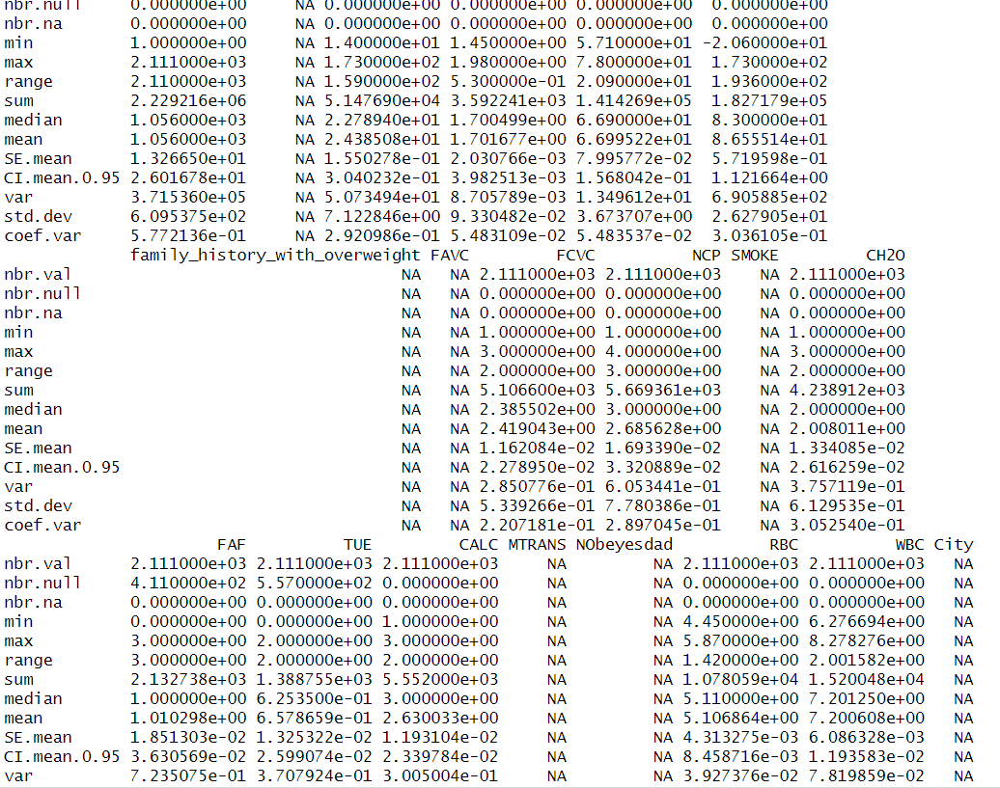 nbr.null 0.000000e+00 NA 0.000000e+00 0.000000e+00 0.000000e+00 0.000000e+00
nbr.na 0.000000e+00 NA 0.000000e+00 0.000000e+00 0.000000e+00 0.000000e+00
min 1.000000e+00 NA 1.400000e+01 1.450000e+00 5.710000e+01 -2.060000e+01
max 2.111000e+03 NA 1.730000e+02 1.980000e+00 7.800000e+01 1.730000e+02
range 2.110000e+03 NA 1.590000e+02 5.300000e-01 2.090000e+01 1.936000e+02
sum 2.229216e+06 NA 5.147690e+04 3.592241e+03 1.414269e+05 1.827179e+05
median 1.056000e+03 NA 2.278940e+01 1.700499e+00 6.690000e+01 8.300000e+01
mean 1.056000e+03 NA 2.438508e+01 1.701677e+00 6.699522e+01 8.655514e+01
SE.mean 1.326650e+01 NA 1.550278e-01 2.030766e-03 7.995772e-02 5.719598e-01
CI.mean.0.95 2.601678e+01 NA 3.040232e-01 3.982513e-03 1.568042e-01 1.121664e+00
var 3.715360e+05 NA 5.073494e+01 8.705789e-03 1.349612e+01 6.905885e+02
std.dev 6.095375e+02 NA 7.122846e+00 9.330482e-02 3.673707e+00 2.627905e+01
coef.var 5.772136e-01 NA 2.920986e-01 5.483109e-02 5.483537e-02 3.036105e-01
family_history_with_overweight FAVC FCVC NCP SMOKE CH2O
nbr.val NA NA 2.111000e+03 2.111000e+03 NA 2.111000e+03
nbr.null NA NA 0.000000e+00 0.000000e+00 NA 0.000000e+00
nbr.na NA NA 0.000000e+00 0.000000e+00 NA 0.000000e+00
min NA NA 1.000000e+00 1.000000e+00 NA 1.000000e+00
max NA NA 3.000000e+00 4.000000e+00 NA 3.000000e+00
range NA NA 2.000000e+00 3.000000e+00 NA 2.000000e+00
sum NA NA 5.106600e+03 5.669361e+03 NA 4.238912e+03
median NA NA 2.385502e+00 3.000000e+00 NA 2.000000e+00
mean NA NA 2.419043e+00 2.685628e+00 NA 2.008011e+00
SE.mean NA NA 1.162084e-02 1.693390e-02 NA 1.334085e-02
CI.mean.0.95 NA NA 2.278950e-02 3.320889e-02 NA 2.616259e-02
var NA NA 2.850776e-01 6.053441e-01 NA 3.757119e-01
std.dev NA NA 5.339266e-01 7.780386e-01 NA 6.129535e-01
coef.var NA NA 2.207181e-01 2.897045e-01 NA 3.052540e-01
FAF TUE CALC MTRANS NObeyesdad RBC WBC City
nbr.val 2.111000e+03 2.111000e+03 2.111000e+03 NA NA 2.111000e+03 2.111000e+03 NA
nbr.null 4.110000e+02 5.570000e+02 0.000000e+00 NA NA 0.000000e+00 0.000000e+00 NA
nbr.na 0.000000e+00 0.000000e+00 0.000000e+00 NA NA 0.000000e+00 0.000000e+00 NA
min 0.000000e+00 0.000000e+00 1.000000e+00 NA NA 4.450000e+00 6.276694e+00 NA
max 3.000000e+00 2.000000e+00 3.000000e+00 NA NA 5.870000e+00 8.278276e+00 NA
range 3.000000e+00 2.000000e+00 2.000000e+00 NA NA 1.420000e+00 2.001582e+00 NA
sum 2.132738e+03 1.388755e+03 5.552000e+03 NA NA 1.078059e+04 1.520048e+04 NA
median 1.000000e+00 6.253500e-01 3.000000e+00 NA NA 5.110000e+00 7.201250e+00 NA
mean 1.010298e+00 6.578659e-01 2.630033e+00 NA NA 5.106864e+00 7.200608e+00 NA
SE.mean 1.851303e-02 1.325322e-02 1.193104e-02 NA NA 4.313275e-03 6.086328e-03 NA
CI.mean.0.95 3.630569e-02 2.599074e-02 2.339784e-02 NA NA 8.458716e-03 1.193583e-02 NA
var 7.235075e-01 3.707924e-01 3.005004e-01 NA NA 3.927376e-02 7.819859e-02 NA